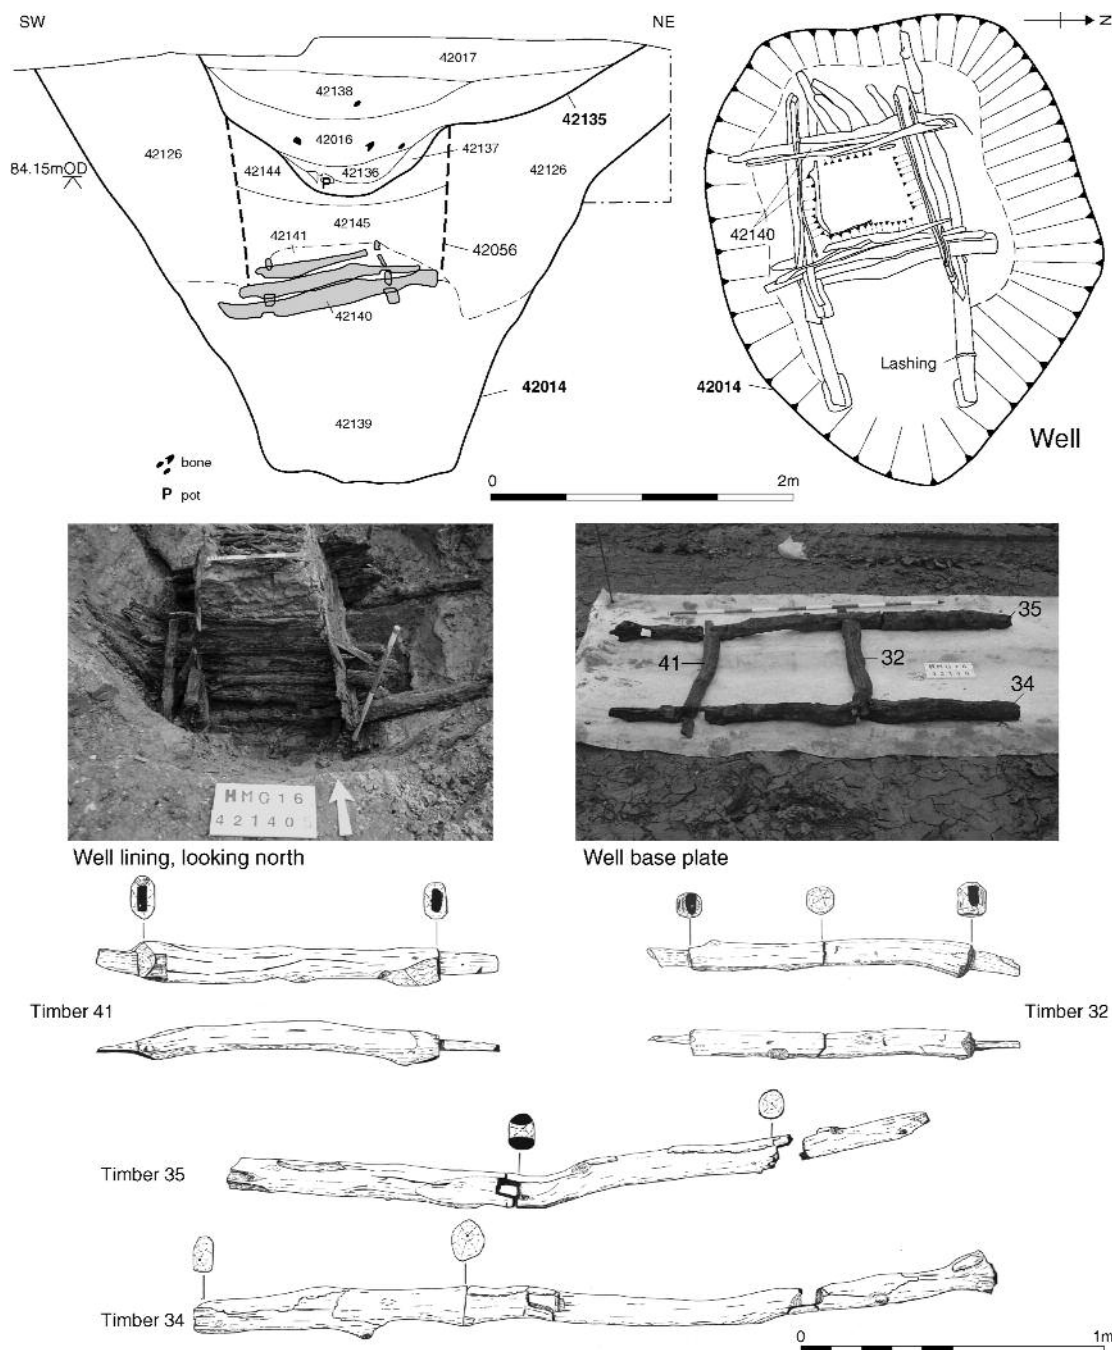 SW
NE
N
42017
42138
42135
42016
42137
42126
42144
42136
42126
84.15mOD
P
42145
42141
42056
42140
42140
42014
42139
bone
P pot
0 2m
Lashing
42014
Well
HMG16
42140
35
41
32
HMG16
42140
34
Well lining, looking north
Well base plate
Timber 41
Timber 32
Timber 35
Timber 34
0 1m